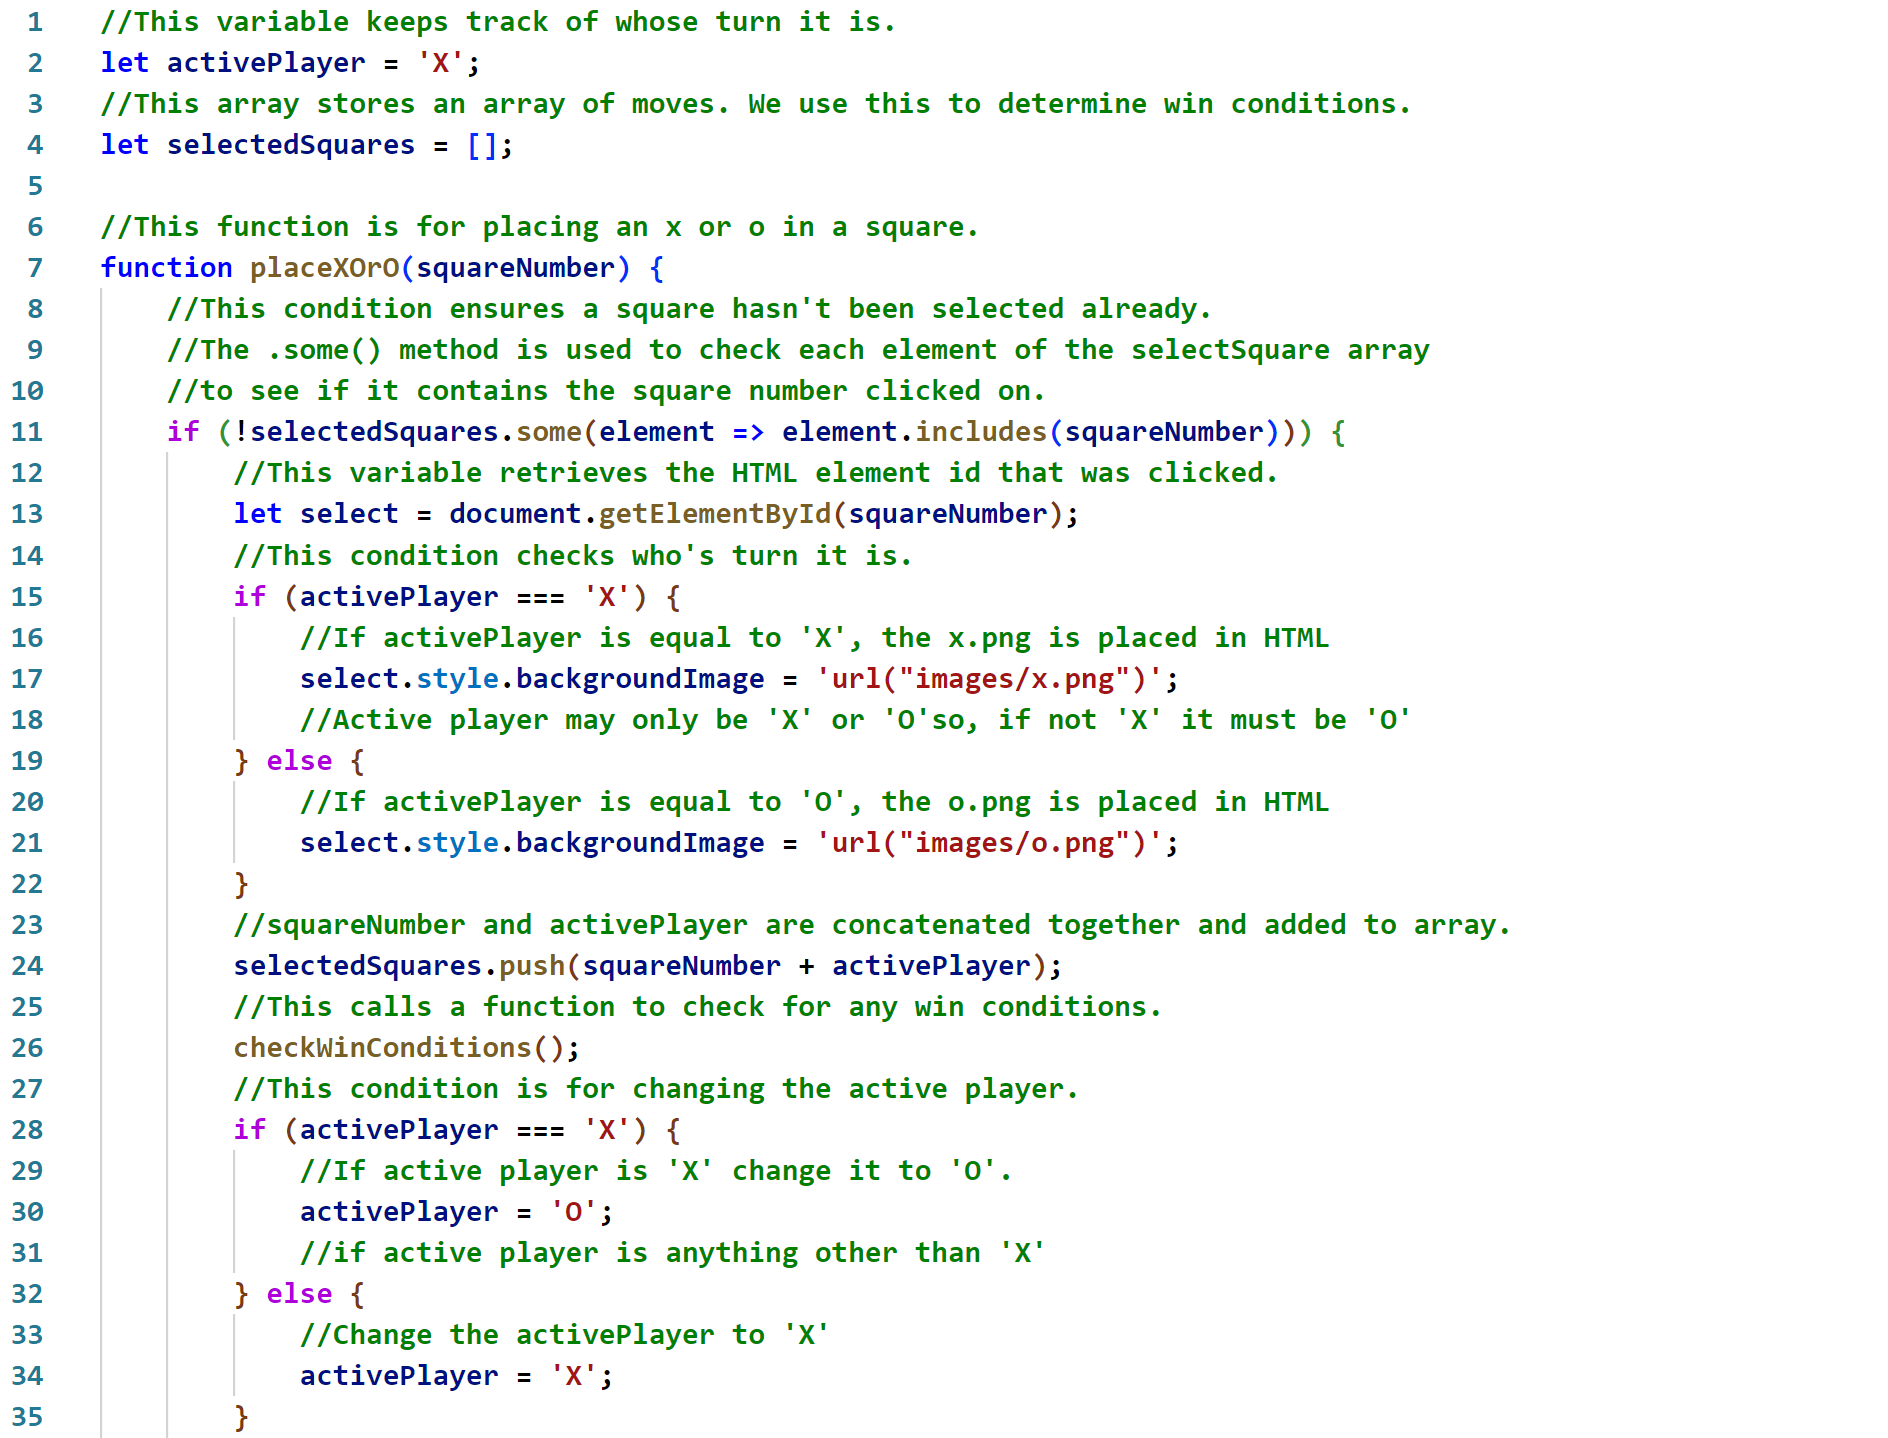 1 //This variable keeps track of whose turn it is.
2 let activePlayer = 'X';
3 //This array stores an array of moves. We use this to determine win conditions.
4 let selectedSquares = [];
5
6 //This function is for placing an x or o in a square.
7 function placeXOrO(squareNumber) {
8 //This condition ensures a square hasn't been selected already.
9 //The .some() method is used to check each element of the selectSquare array
10 //to see if it contains the square number clicked on.
11 if (!selectedSquares.some(element => element.includes(squareNumber))) {
12 //This variable retrieves the HTML element id that was clicked.
13 let select = document.getElementById(squareNumber);
14 //This condition checks who's turn it is.
15 if (activePlayer === 'X') {
16 //If activePlayer is equal to 'X', the x.png is placed in HTML
17 select.style.backgroundImage = 'url("images/x.png")';
18 //Active player may only be 'X' or 'O'so, if not 'X' it must be 'O'
19 } else {
20 //If activePlayer is equal to 'O', the o.png is placed in HTML
21 select.style.backgroundImage = 'url("images/o.png")';
22 }
23 //squareNumber and activePlayer are concatenated together and added to array.
24 selectedSquares.push(squareNumber + activePlayer);
25 //This calls a function to check for any win conditions.
26 checkWinConditions();
27 //This condition is for changing the active player.
28 if (activePlayer === 'X') {
29 //If active player is 'X' change it to 'O'.
30 activePlayer = 'O';
31 //if active player is anything other than 'X'
32 } else {
33 //Change the activePlayer to 'X'
34 activePlayer = 'X';
35 }